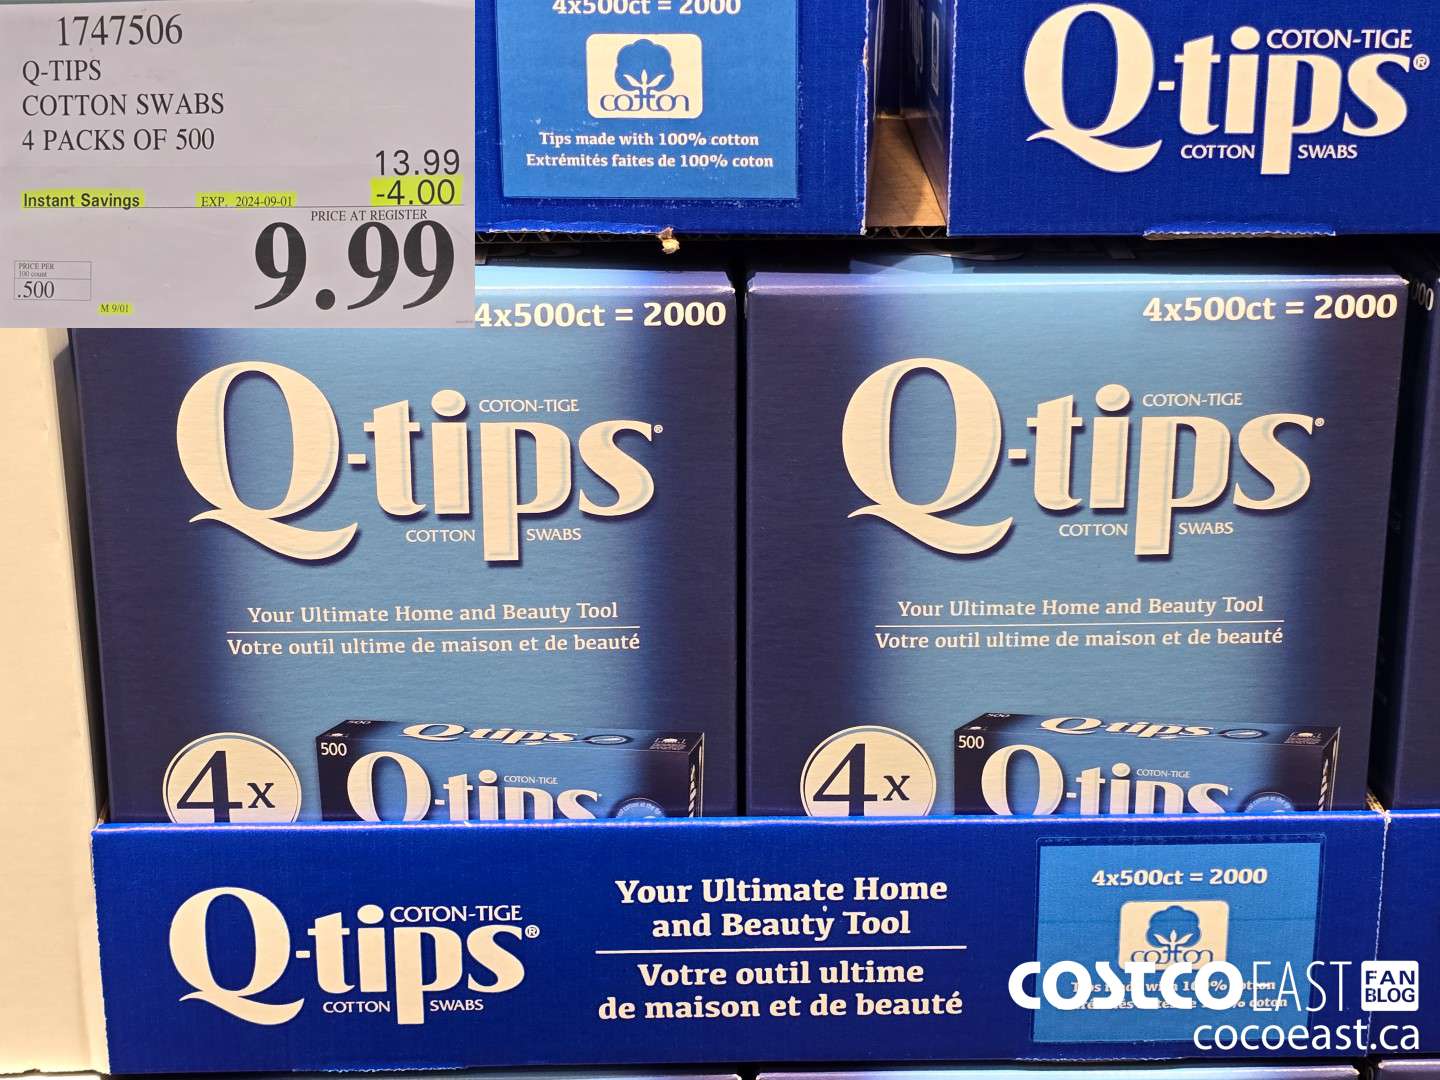 1747506
Q-TIPS
COTTON SWABS
4 PACKS OF 500
13.99
Instant Savings EXP. 2024-09-01 -4.00
PRICE AT REGISTER
9.99
PRICE PER
100 count
.500
M 9/01
4x500ct = 2000
cotton
Tips made with 100% cotton
Extrémités faites de 100% coton
COTON-TIGE
Q-tips®
COTTON SWABS
4x500ct = 2000
COTON-TIGE
Q-tips®
COTTON SWABS
Your Ultimate Home and Beauty Tool
Votre outil ultime de maison et de beauté
4x
500
Q-tips
COTON-TIGE
Q-tips
4x500ct = 2000
COTON-TIGE
Q-tips®
COTTON SWABS
Your Ultimate Home and Beauty Tool
Votre outil ultime de maison et de beauté
4x
500
Q-tips
COTON-TIGE
Q-tips
COTON-TIGE
Q-tips®
COTTON SWABS
Your Ultimate Home
and Beauty Tool
Votre outil ultime
de maison et de beauté
4x500ct = 2000
cotton
COSTCO EAST FAN BLOG
cocoeast.ca